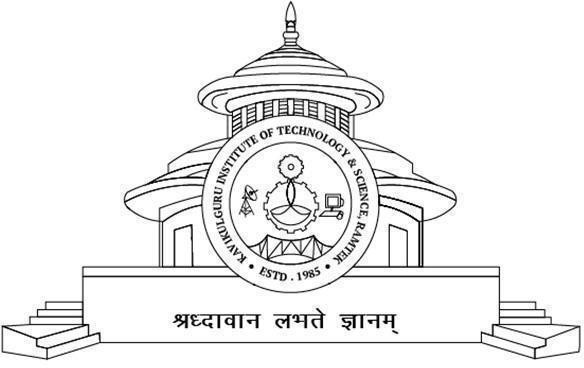 KAVIKULGURU INSTITUTE OF TECHNOLOGY & SCIENCE, RAMTEK
• ESTD . 1985 •
श्रध्दावान लभते ज्ञानम्